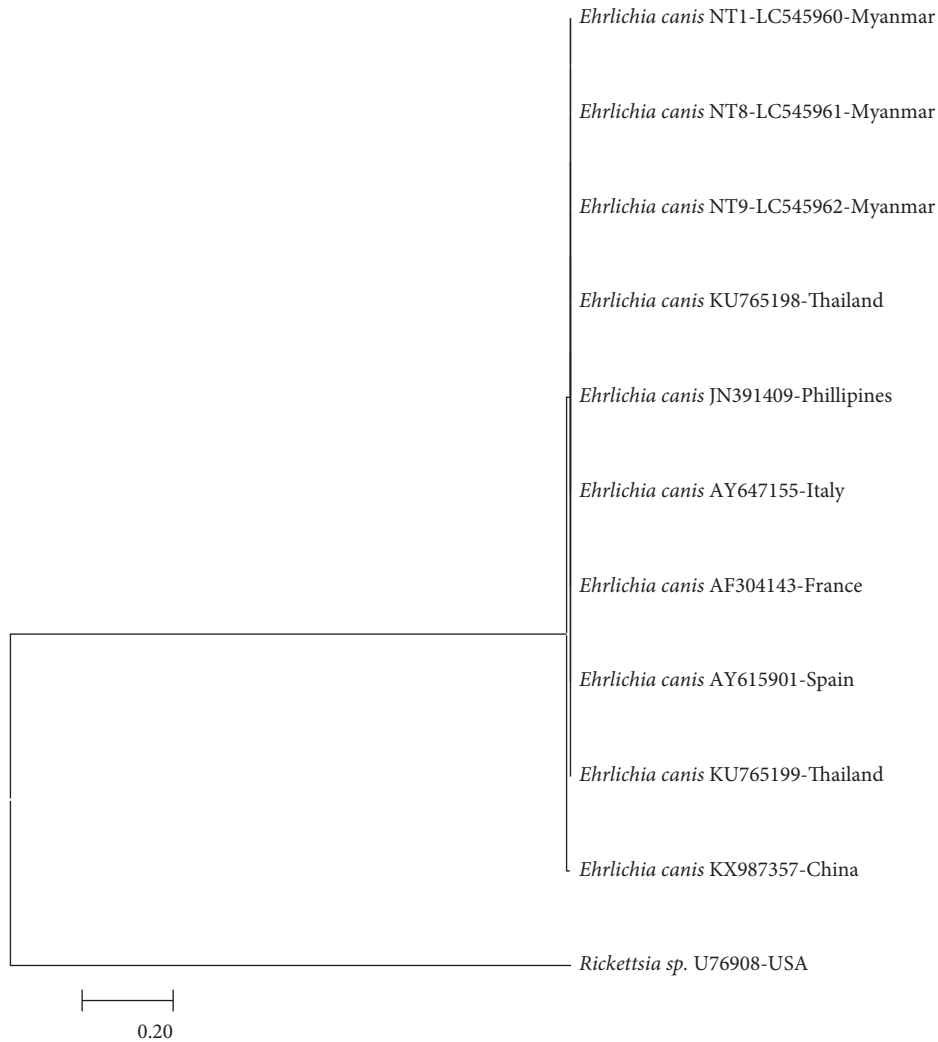 Ehrlichia canis NT1-LC545960-Myanmar
Ehrlichia canis NT8-LC545961-Myanmar
Ehrlichia canis NT9-LC545962-Myanmar
Ehrlichia canis KU765198-Thailand
Ehrlichia canis JN391409-Phillipines
Ehrlichia canis AY647155-Italy
Ehrlichia canis AF304143-France
Ehrlichia canis AY615901-Spain
Ehrlichia canis KU765199-Thailand
Ehrlichia canis KX987357-China
Rickettsia sp. U76908-USA
0.20